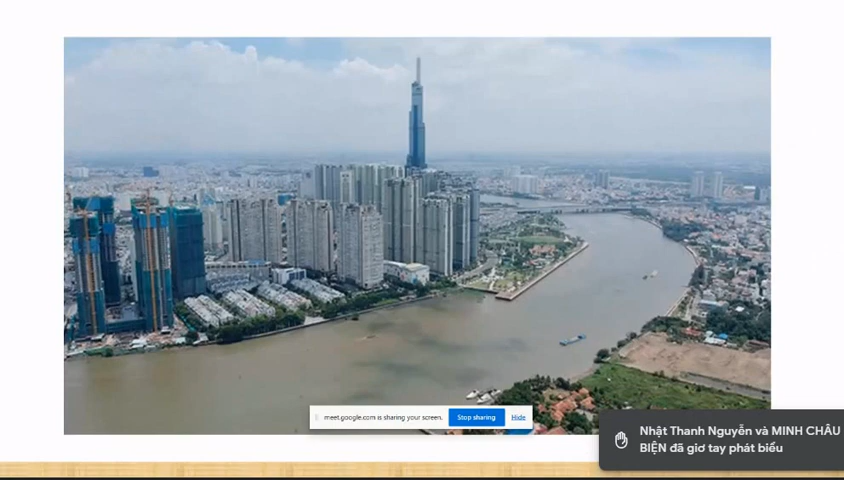 meet.google.com is sharing your screen.
Stop sharing
Hide
Nhật Thanh Nguyễn và MINH CHÂU
BIỆN đã giơ tay phát biểu